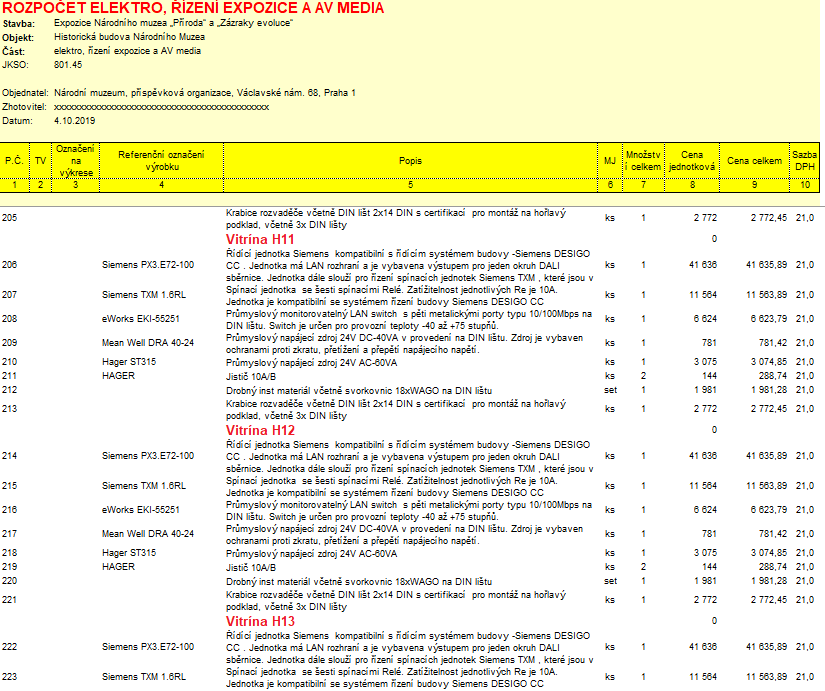 ROZPOČET ELEKTRO, ŘÍZENÍ EXPOZICE A AV MEDIA
Stavba: Expozice Národního muzea „Příroda" a „Zázraky evoluce"
Objekt: Historická budova Národního Muzea
Část: elektro, řízení expozice a AV media
JKSO: 801.45
Objednatel: Národní muzeum, příspěvková organizace, Václavské nám. 68, Praha 1
Zhotovitel: xxxxxxxxxxxxxxxxxxxxxxxxxxxxxxxxxxxxxxxxxxx
Datum: 4.10.2019
P.Č. TV Označení na výkrese Referenční označení výrobku Popis MJ Množství celkem Cena jednotková Cena celkem Sazba DPH
1 2 3 4 5 6 7 8 9 10
205 Krabice rozvaděče včetně DIN lišt 2x14 DIN s certifikací pro montáž na hořlavý
podklad, včetně 3x DIN lišty ks 1 2 772 2 772,45 21,0
Vitrína H11 0
Řídící jednotka Siemens kompatibilní s řídícím systémem budovy -Siemens DESIGO
206 Siemens PX3.E72-100 CC . Jednotka má LAN rozhraní a je vybavena výstupem pro jeden okruh DALI ks 1 41 636 41 635,89 21,0
sběrnice. Jednotka dále slouží pro řízení spínacích jednotek Siemens TXM , které jsou v
207 Siemens TXM 1.6RL Spínací jednotka se šesti spínacími Relé. Zatížitelnost jednotlivých Re je 10A. ks 1 11 564 11 563,89 21,0
Jednotka je kompatibilní se systémem řízení budovy Siemens DESIGO CC
208 eWorks EKI-55251 Průmyslový monitorovatelný LAN switch s pěti metalickými porty typu 10/100Mbps na ks 1 6 624 6 623,79 21,0
DIN lištu. Switch je určen pro provozní teploty -40 až +75 stupňů.
209 Mean Well DRA 40-24 Průmyslový napájecí zdroj 24V DC-40VA v provedení na DIN lištu. Zdroj je vybaven ks 1 781 781,42 21,0
ochranami proti zkratu, přetížení a přepětí napájecího napětí.
210 Hager ST315 Průmyslový napájecí zdroj 24V AC-60VA ks 1 3 075 3 074,85 21,0
211 HAGER Jistič 10A/B ks 2 144 288,74 21,0
212 Drobný inst materiál včetně svorkovnic 18xWAGO na DIN lištu set 1 1 981 1 981,28 21,0
213 Krabice rozvaděče včetně DIN lišt 2x14 DIN s certifikací pro montáž na hořlavý ks 1 2 772 2 772,45 21,0
podklad, včetně 3x DIN lišty
Vitrína H12 0
Řídící jednotka Siemens kompatibilní s řídícím systémem budovy -Siemens DESIGO
214 Siemens PX3.E72-100 CC . Jednotka má LAN rozhraní a je vybavena výstupem pro jeden okruh DALI ks 1 41 636 41 635,89 21,0
sběrnice. Jednotka dále slouží pro řízení spínacích jednotek Siemens TXM , které jsou v
215 Siemens TXM 1.6RL Spínací jednotka se šesti spínacími Relé. Zatížitelnost jednotlivých Re je 10A. ks 1 11 564 11 563,89 21,0
Jednotka je kompatibilní se systémem řízení budovy Siemens DESIGO CC
216 eWorks EKI-55251 Průmyslový monitorovatelný LAN switch s pěti metalickými porty typu 10/100Mbps na ks 1 6 624 6 623,79 21,0
DIN lištu. Switch je určen pro provozní teploty -40 až +75 stupňů.
217 Mean Well DRA 40-24 Průmyslový napájecí zdroj 24V DC-40VA v provedení na DIN lištu. Zdroj je vybaven ks 1 781 781,42 21,0
ochranami proti zkratu, přetížení a přepětí napájecího napětí.
218 Hager ST315 Průmyslový napájecí zdroj 24V AC-60VA ks 1 3 075 3 074,85 21,0
219 HAGER Jistič 10A/B ks 2 144 288,74 21,0
220 Drobný inst materiál včetně svorkovnic 18xWAGO na DIN lištu set 1 1 981 1 981,28 21,0
221 Krabice rozvaděče včetně DIN lišt 2x14 DIN s certifikací pro montáž na hořlavý ks 1 2 772 2 772,45 21,0
podklad, včetně 3x DIN lišty
Vitrína H13 0
Řídící jednotka Siemens kompatibilní s řídícím systémem budovy -Siemens DESIGO
222 Siemens PX3.E72-100 CC . Jednotka má LAN rozhraní a je vybavena výstupem pro jeden okruh DALI ks 1 41 636 41 635,89 21,0
sběrnice. Jednotka dále slouží pro řízení spínacích jednotek Siemens TXM , které jsou v
223 Siemens TXM 1.6RL Spínací jednotka se šesti spínacími Relé. Zatížitelnost jednotlivých Re je 10A. ks 1 11 564 11 563,89 21,0
Jednotka je kompatibilní se systémem řízení budovy Siemens DESIGO CC